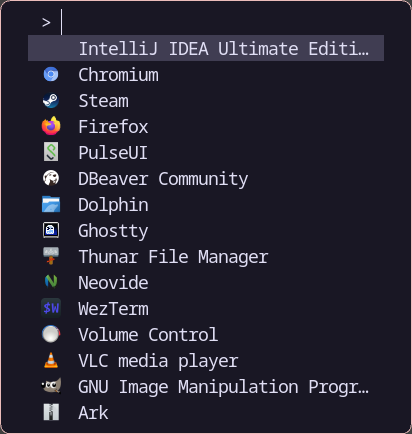 >
IntelliJ IDEA Ultimate Editi…
Chromium
Steam
Firefox
PulseUI
DBeaver Community
Dolphin
Ghostty
Thunar File Manager
Neovide
$W WezTerm
Volume Control
VLC media player
GNU Image Manipulation Progr…
Ark